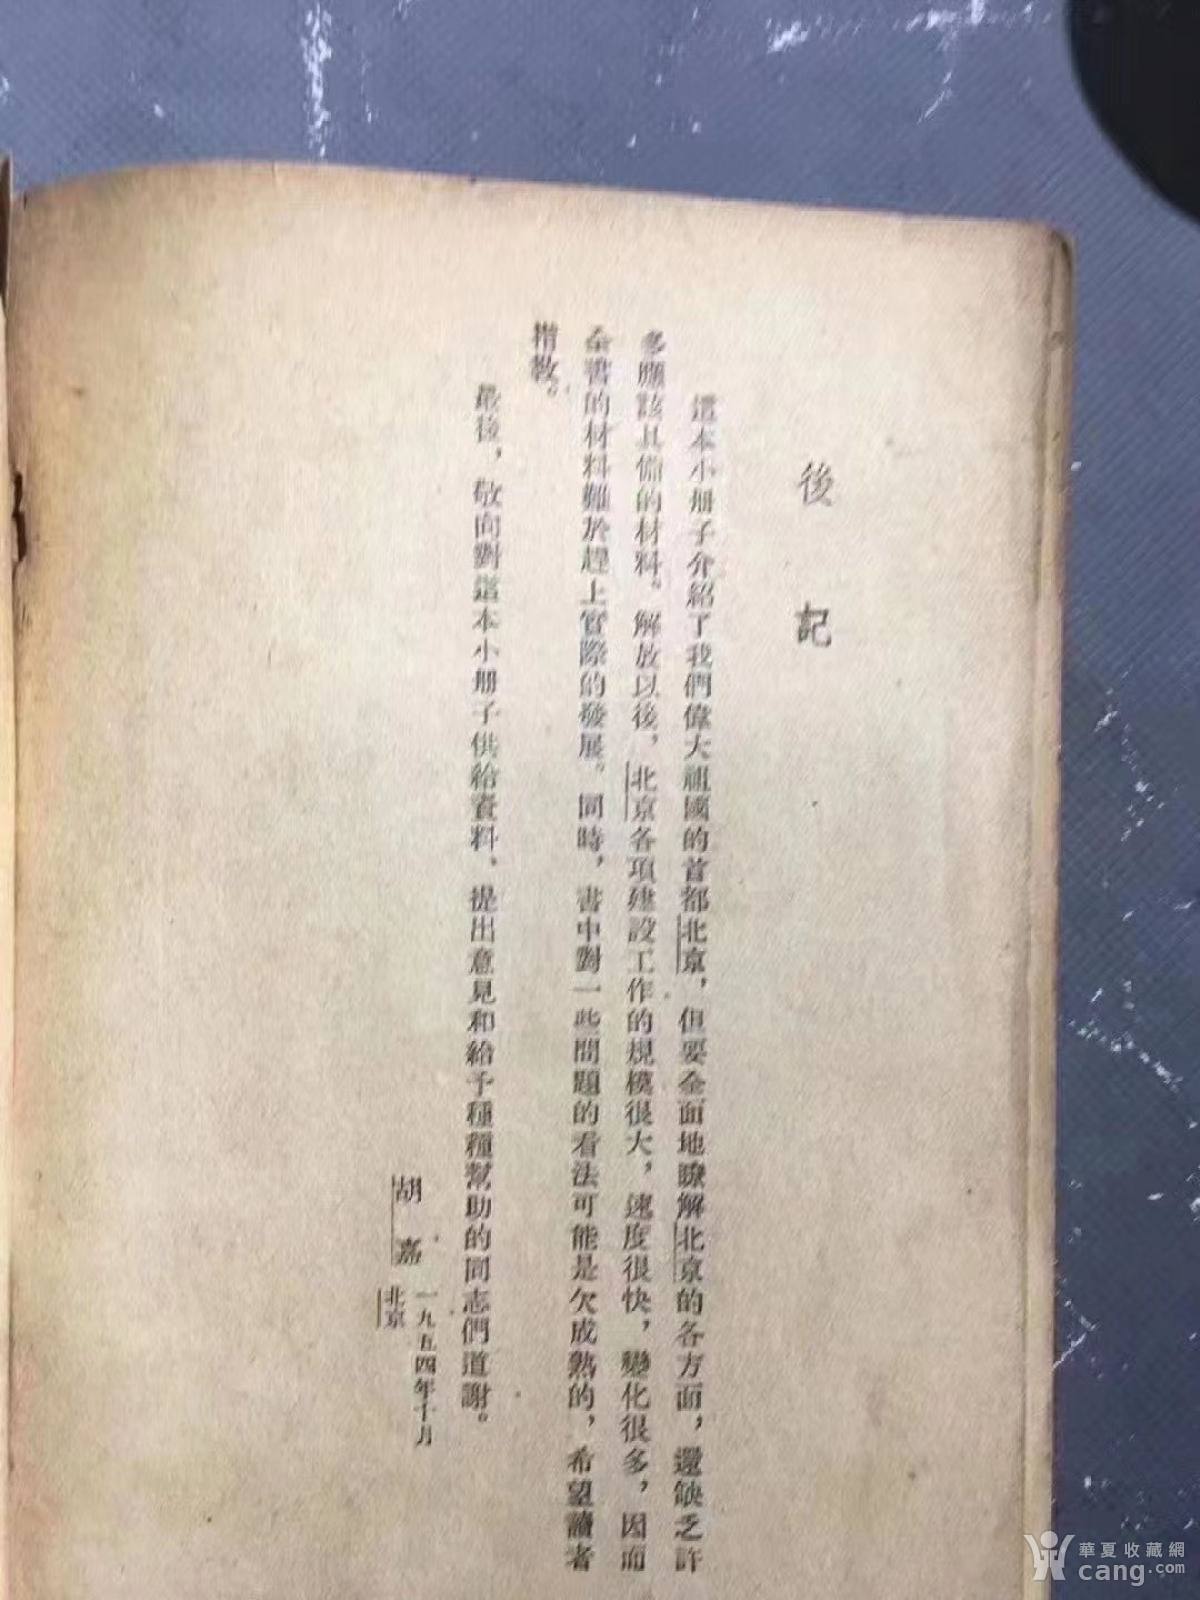 後記
這本小册子介紹了我們偉大祖國的首都北京，但要全面地瞭解北京的各方面，還缺乏許
多應該具備的材料。解放以後，北京各項建設工作的規模很大，速度很快，變化很多，因而
全書的材料難於趕上實際的發展。同時，書中對一些問題的看法可能是欠成熟的，希望讀者
指教。
最後，敬向對這本小册子供給資料、提出意見和給予種種幫助的同志們道謝。
胡嘉
一九五四年十月
北京
華夏收藏網
cang.com